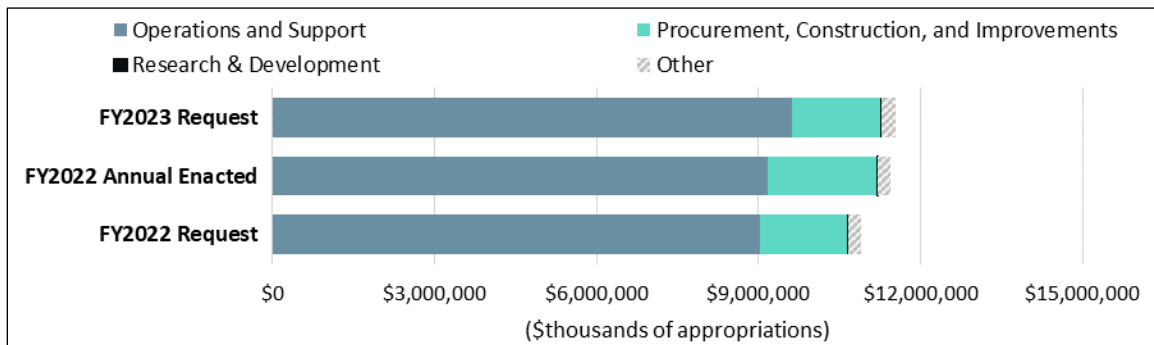 Operations and Support
Procurement, Construction, and Improvements
Research & Development
Other
FY2023 Request
FY2022 Annual Enacted
FY2022 Request
$0 $3,000,000 $6,000,000 $9,000,000 $12,000,000 $15,000,000
($thousands of appropriations)